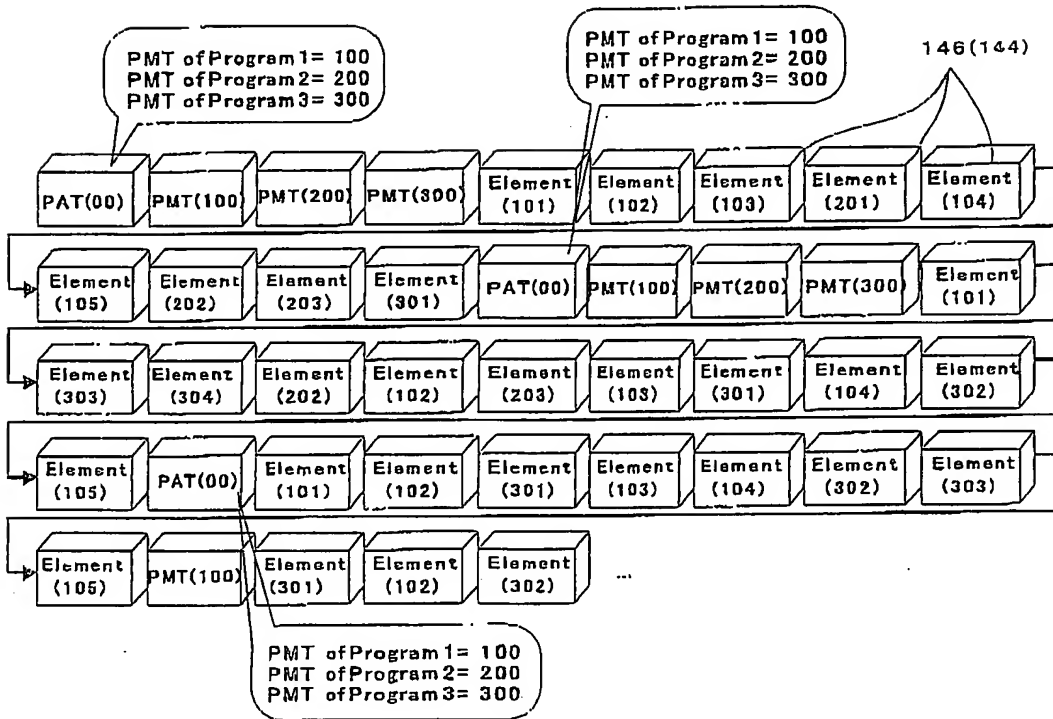 PMT of Program 1= 100
PMT of Program 2= 200
PMT of Program 3= 300
PMT of Program 1= 100
PMT of Program 2= 200
PMT of Program 3= 300
146(144)
PAT(00)
PMT(100)
PMT(200)
PMT(300)
Element
(101)
Element
(102)
Element
(103)
Element
(201)
Element
(104)
Element
(105)
Element
(202)
Element
(203)
Element
(301)
PAT(00)
PMT(100)
PMT(200)
PMT(300)
Element
(101)
Element
(303)
Element
(304)
Element
(202)
Element
(102)
Element
(203)
Element
(103)
Element
(301)
Element
(104)
Element
(302)
Element
(105)
PAT(00)
Element
(101)
Element
(102)
Element
(301)
Element
(103)
Element
(104)
Element
(302)
Element
(303)
Element
(105)
PMT(100)
Element
(301)
Element
(102)
Element
(302)
...
PMT of Program 1= 100
PMT of Program 2= 200
PMT of Program 3= 300